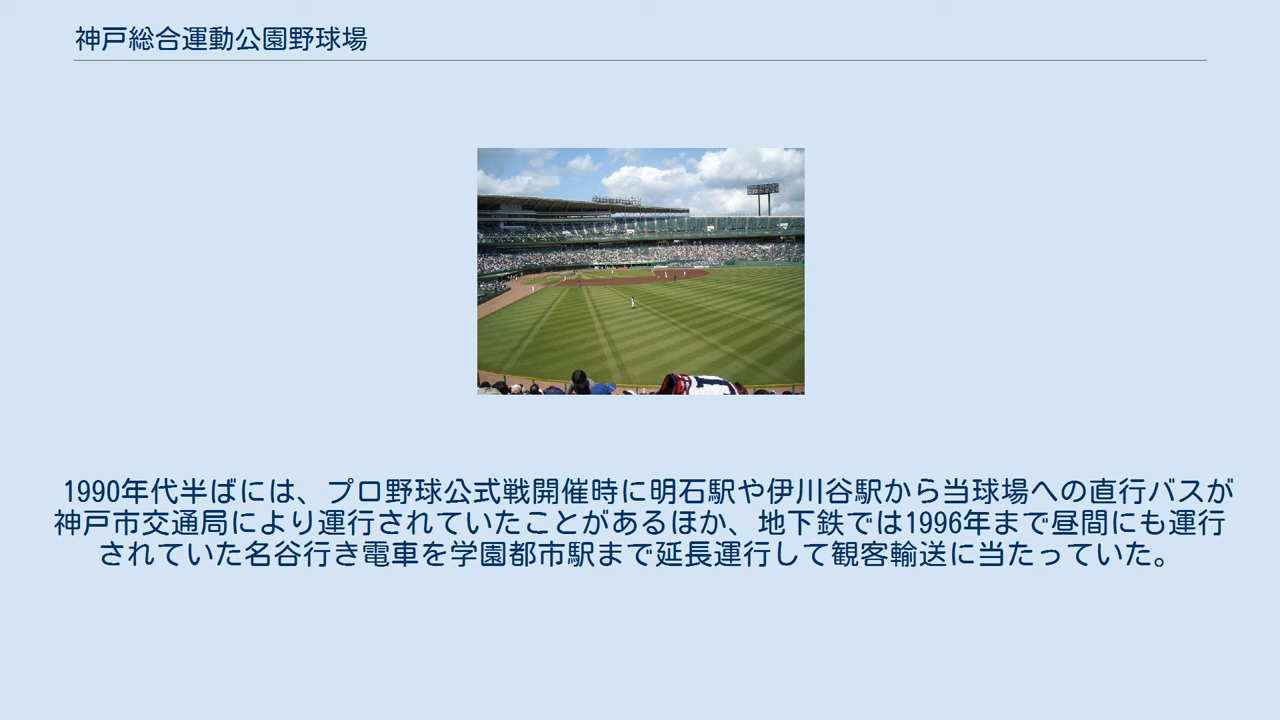 神戸総合運動公園野球場
1990年代半ばには、プロ野球公式戦開催時に明石駅や伊川谷駅から当球場への直行バスが
神戸市交通局により運行されていたことがあるほか、地下鉄では1996年まで昼間にも運行
されていた名谷行き電車を学園都市駅まで延長運行して観客輸送に当たっていた。